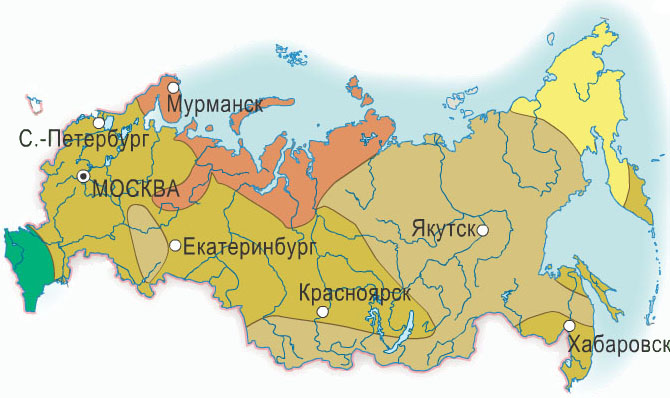 Мурманск
С.-Петербург
МОСКВА
Якутск
Екатеринбург
Красноярск
Хабаровск